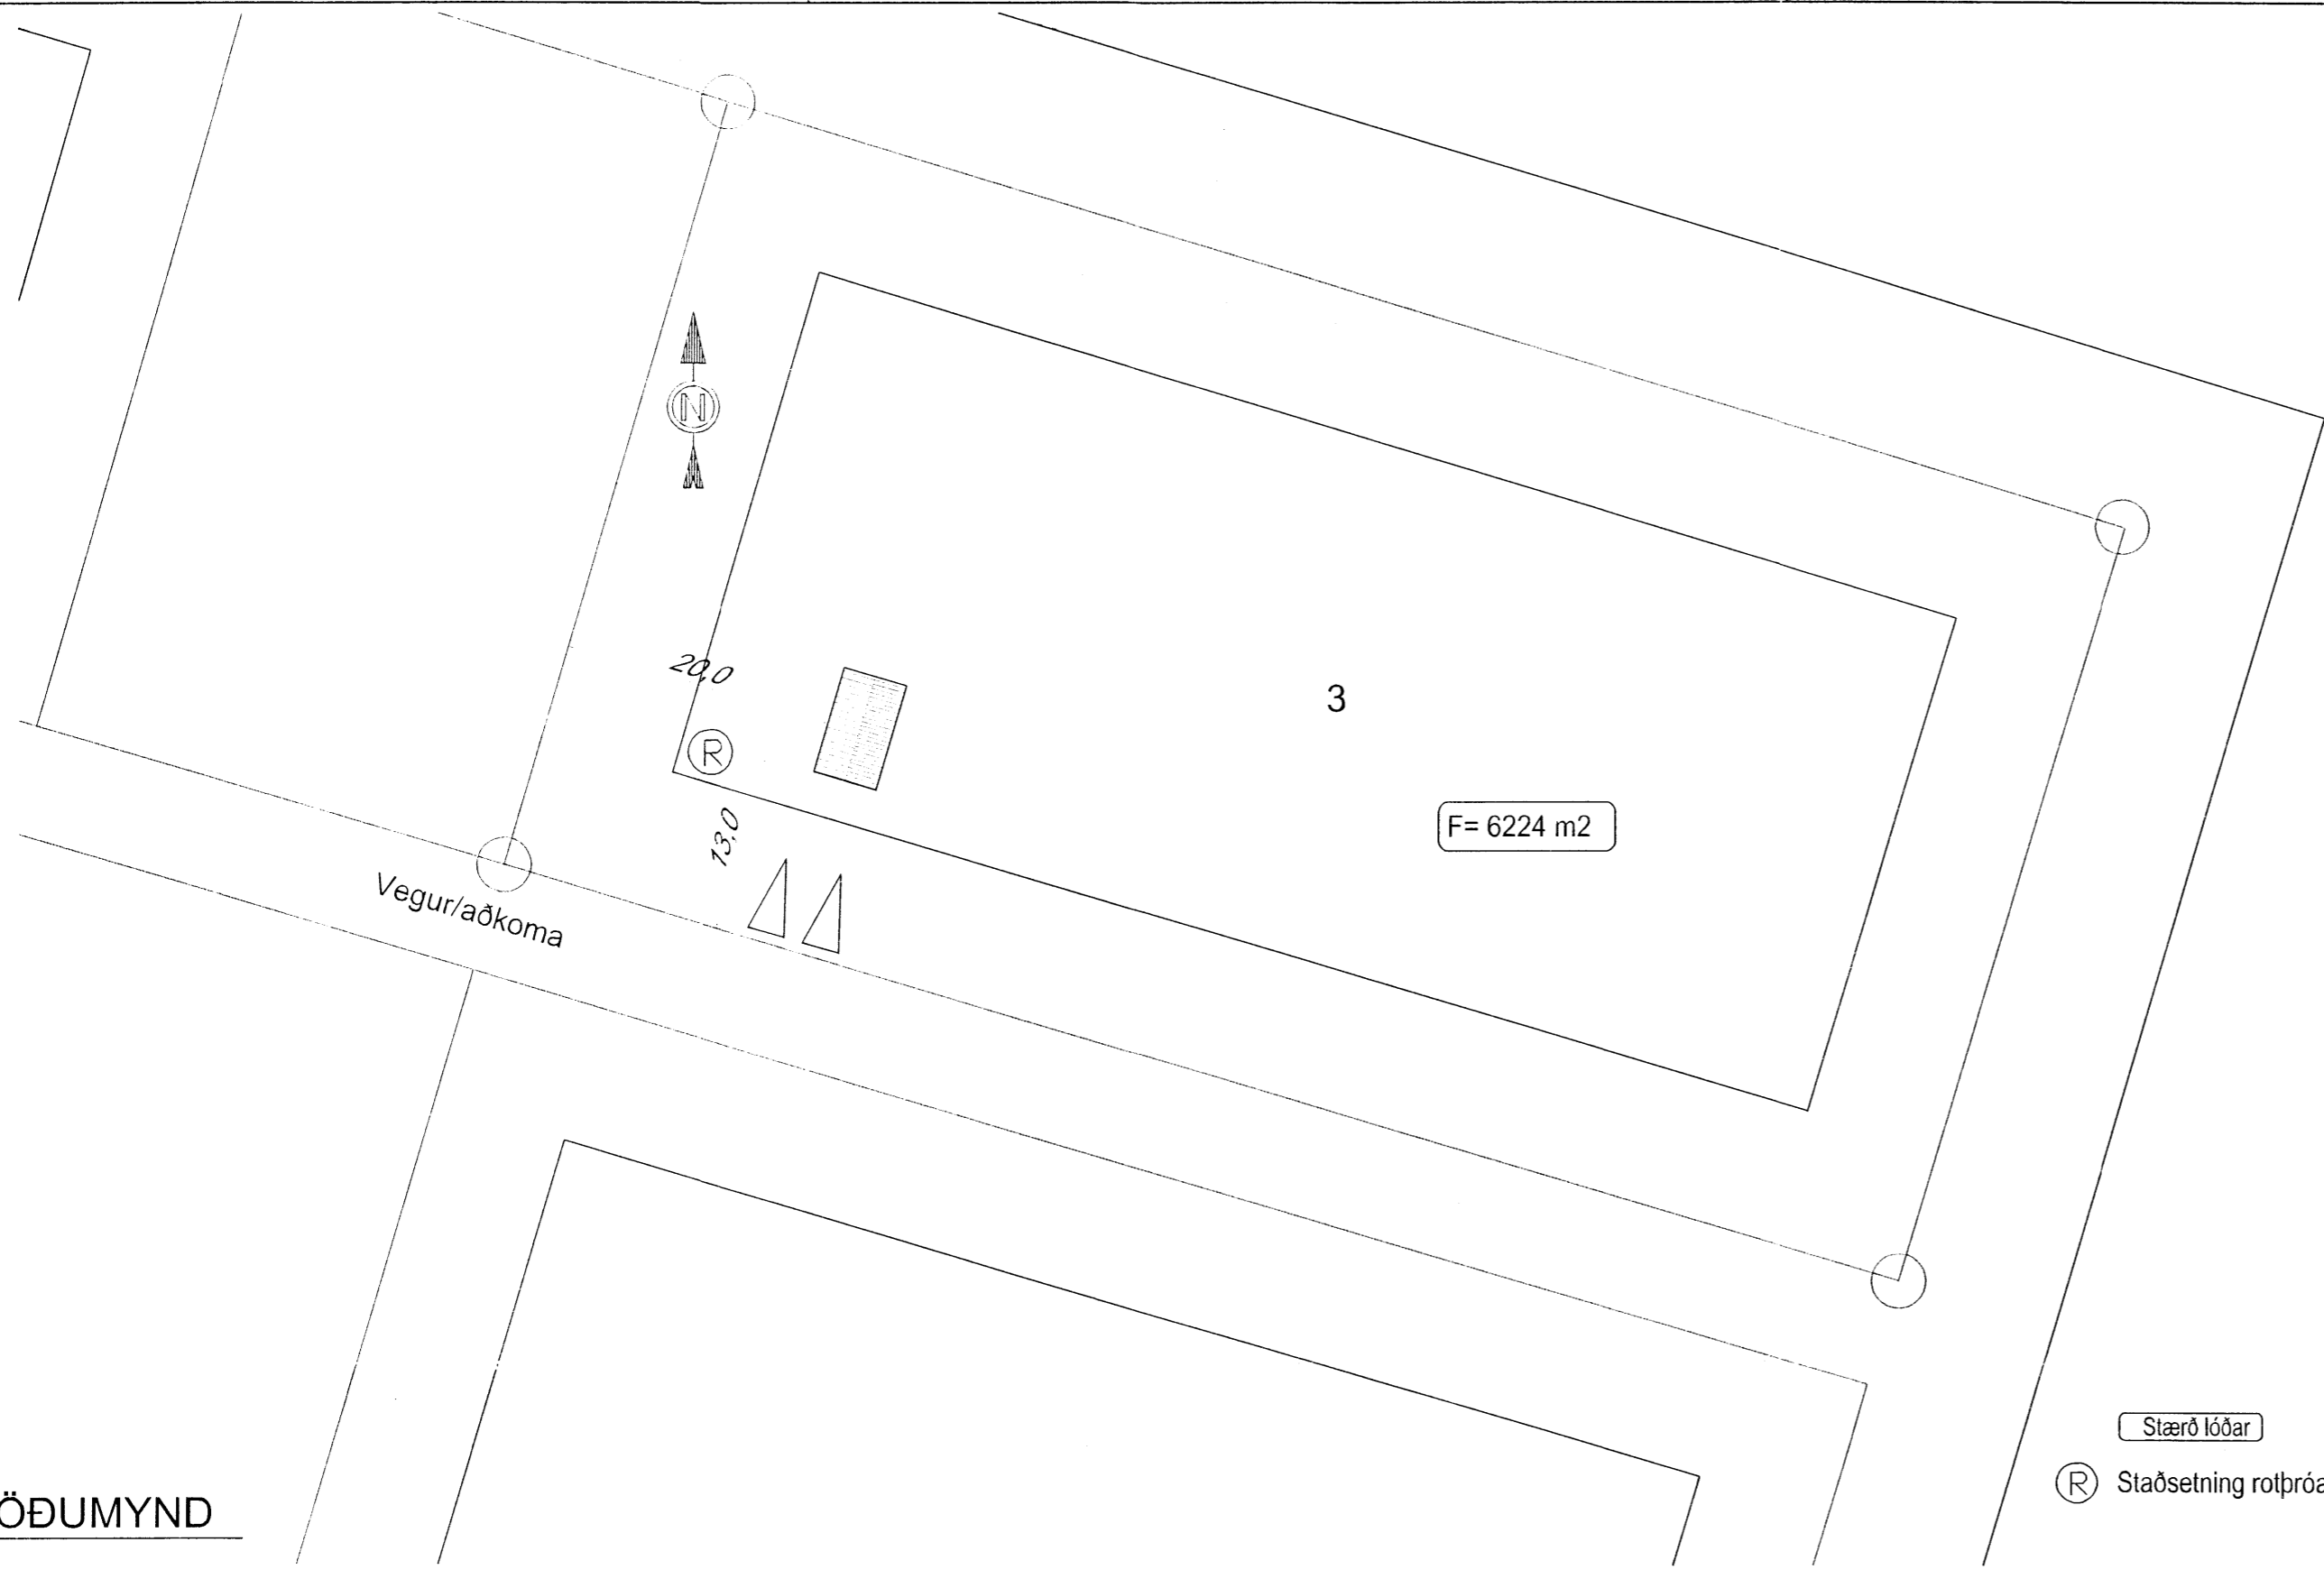 N
20,0
3
R
13,0
F= 6224 m2
Vegur/aðkoma
Stærð lóðar
R Staðsetning rotþróa
ÖÐUMYND